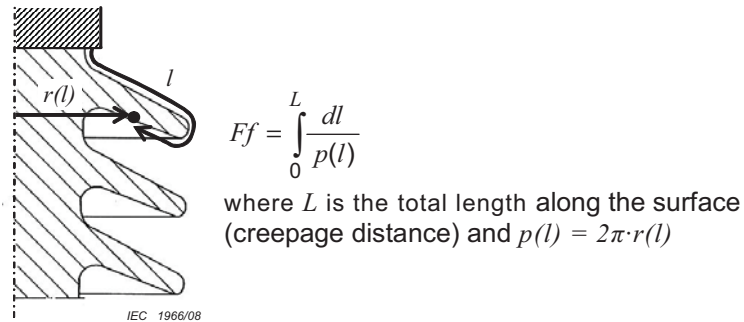 l
r(l)
Ff = ∫₀ᴸ dl / p(l)
where L is the total length along the surface
(creepage distance) and p(l) = 2π·r(l)
IEC 1966/08